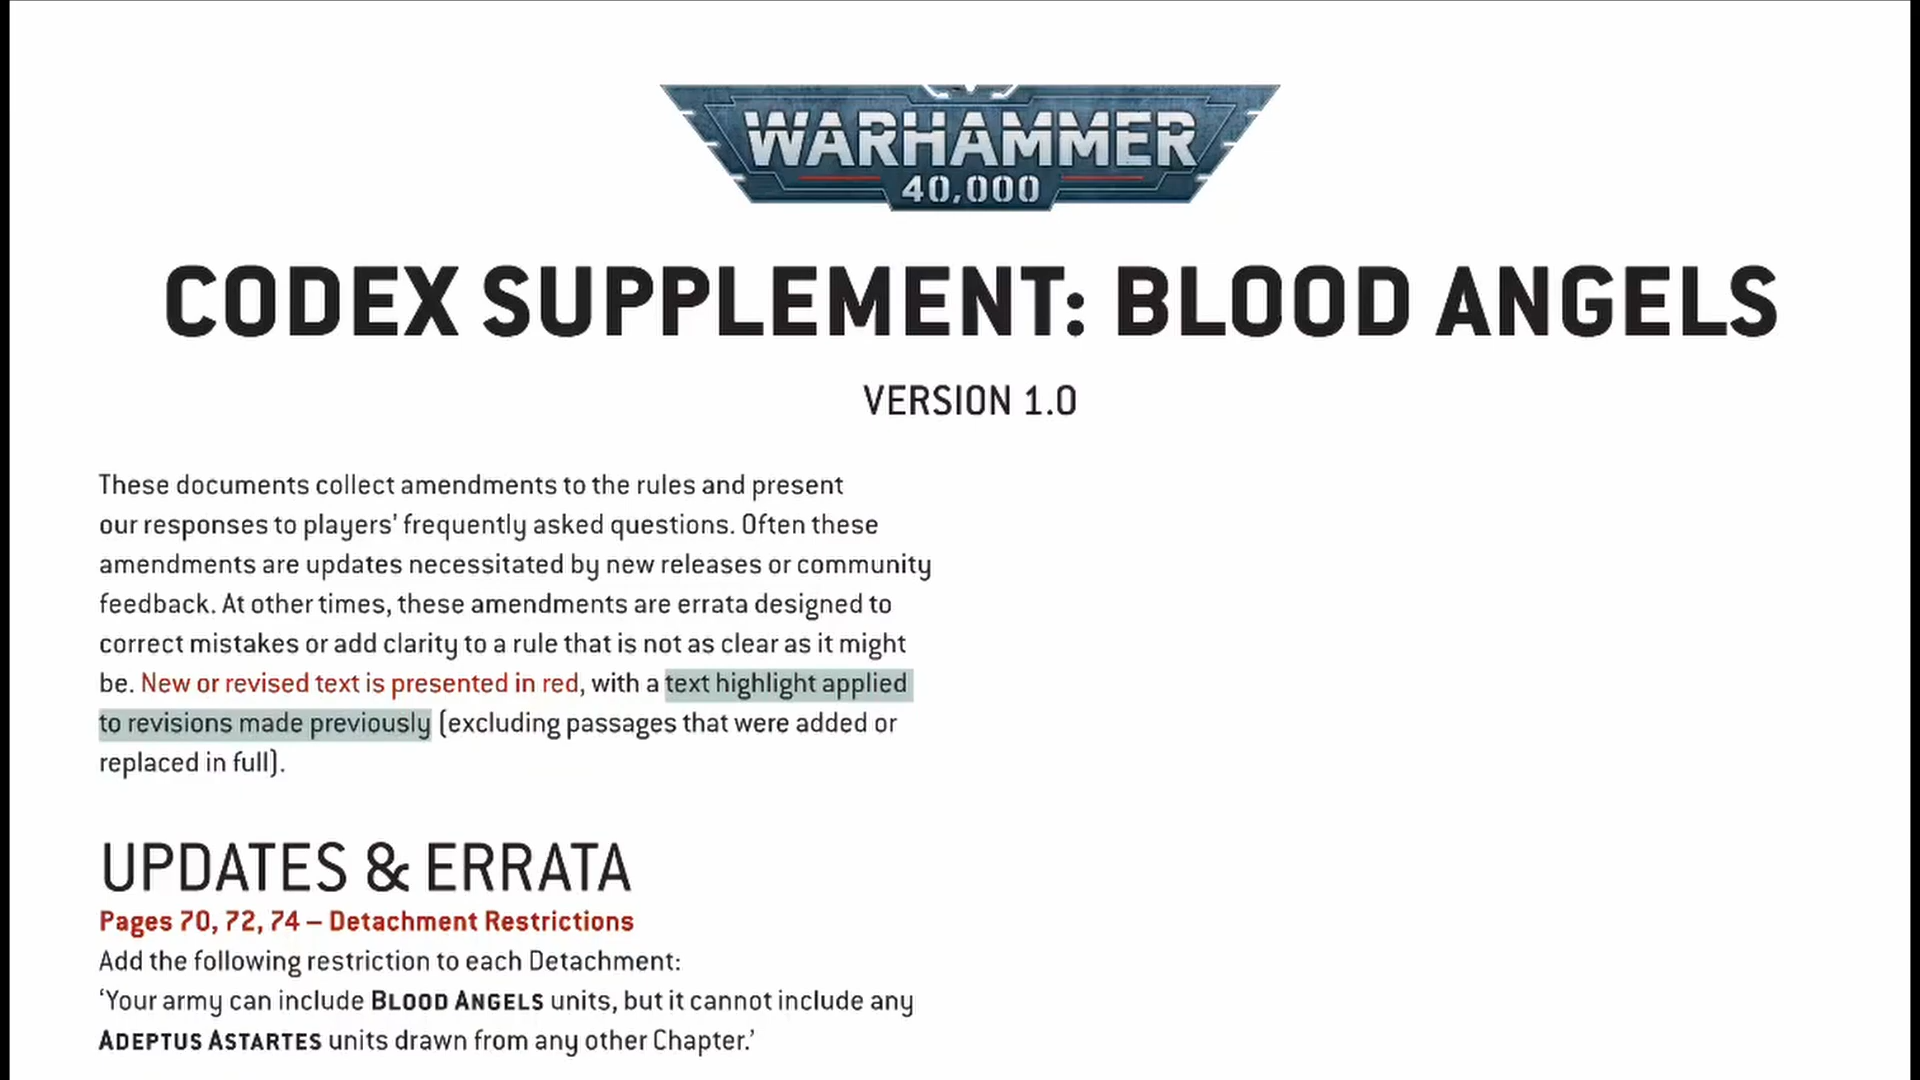 WARHAMMER
40,000
CODEX SUPPLEMENT: BLOOD ANGELS
VERSION 1.0
These documents collect amendments to the rules and present
our responses to players' frequently asked questions. Often these
amendments are updates necessitated by new releases or community
feedback. At other times, these amendments are errata designed to
correct mistakes or add clarity to a rule that is not as clear as it might
be. New or revised text is presented in red, with a text highlight applied
to revisions made previously (excluding passages that were added or
replaced in full).
UPDATES & ERRATA
Pages 70, 72, 74 – Detachment Restrictions
Add the following restriction to each Detachment:
‘Your army can include BLOOD ANGELS units, but it cannot include any
ADEPTUS ASTARTES units drawn from any other Chapter.’